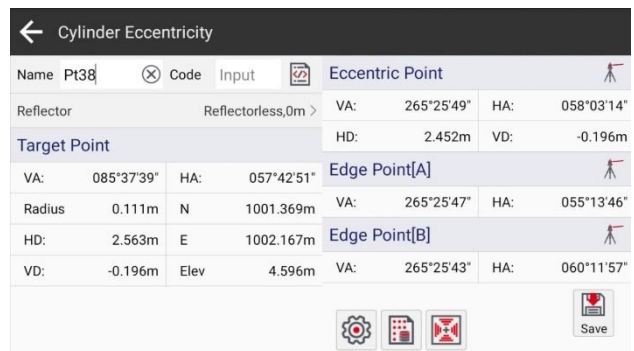 Cylinder Eccentricity
Name Pt38 Code Input
Reflector Reflectorless,0m >
Target Point
VA: 085°37'39" HA: 057°42'51"
Radius 0.111m N 1001.369m
HD: 2.563m E 1002.167m
VD: -0.196m Elev 4.596m
Eccentric Point
VA: 265°25'49" HA: 058°03'14"
HD: 2.452m VD: -0.196m
Edge Point[A]
VA: 265°25'47" HA: 055°13'46"
Edge Point[B]
VA: 265°25'43" HA: 060°11'57"
Save